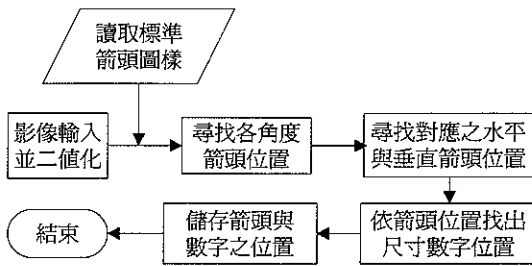 讀取標準
箭頭圖樣
影像輸入
並二值化
尋找各角度
箭頭位置
尋找對應之水平
與垂直箭頭位置
依箭頭位置找出
尺寸數字位置
儲存箭頭與
數字之位置
結束